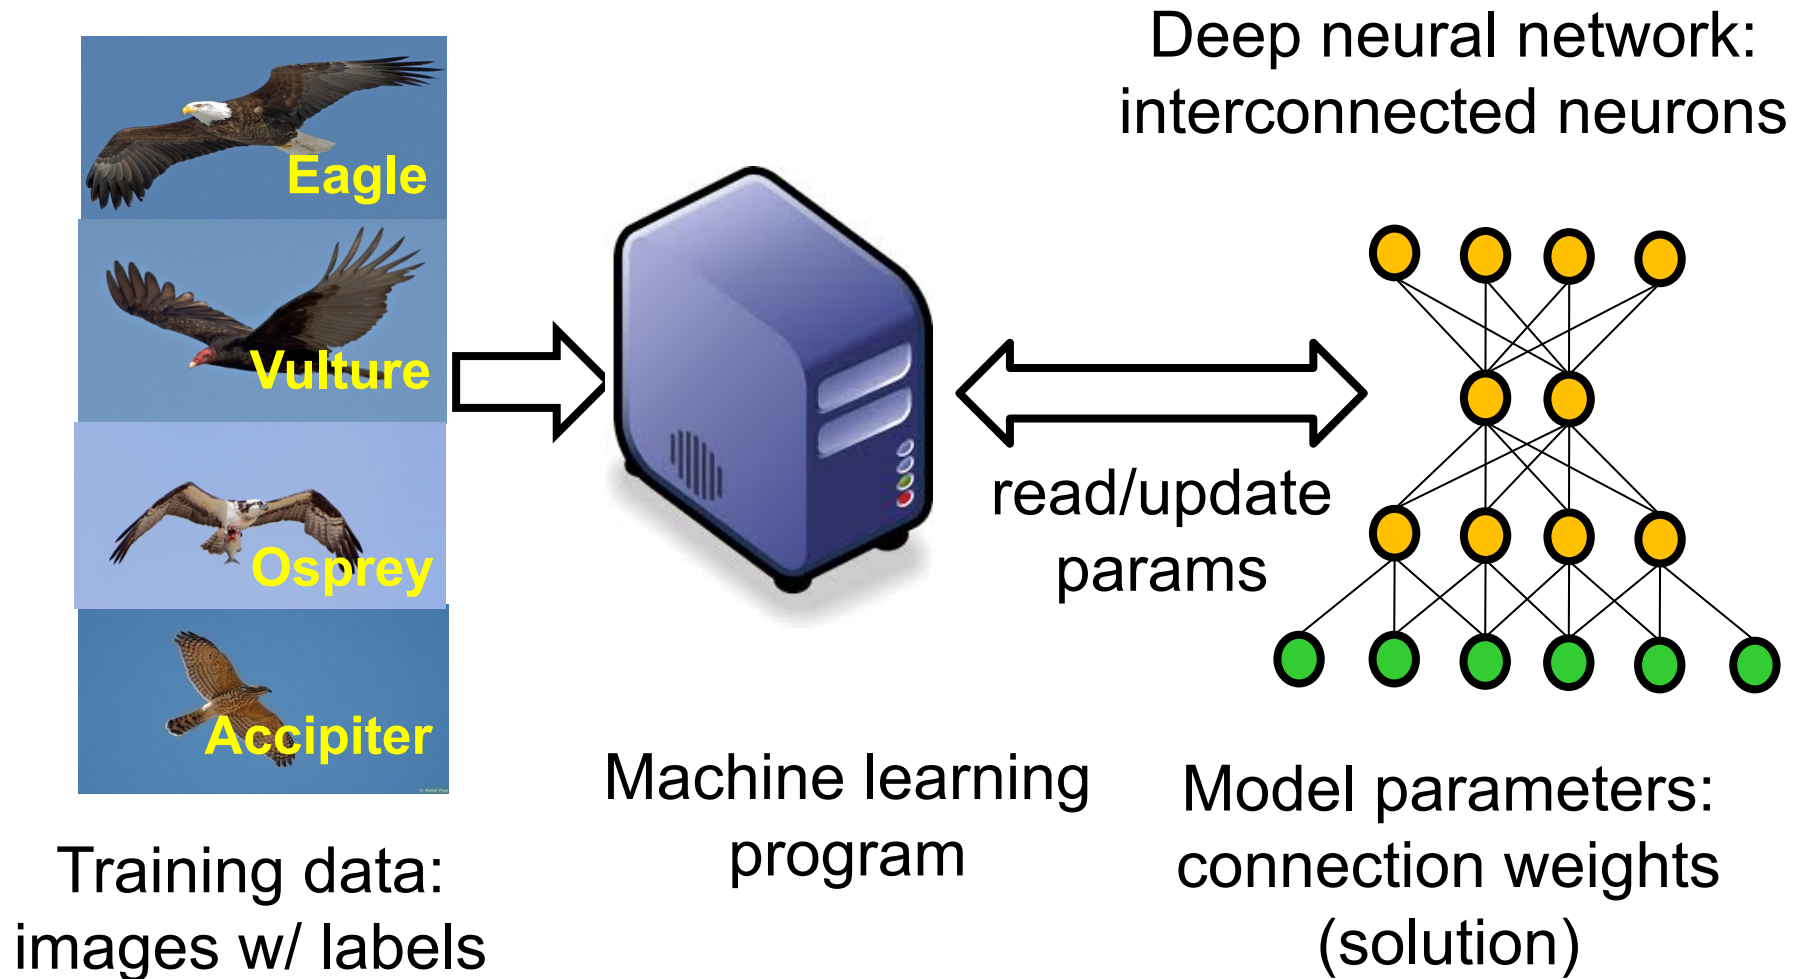 Deep neural network:
interconnected neurons
Eagle
Vulture
Osprey
Accipiter
read/update
params
Machine learning
program
Model parameters:
connection weights
(solution)
Training data:
images w/ labels